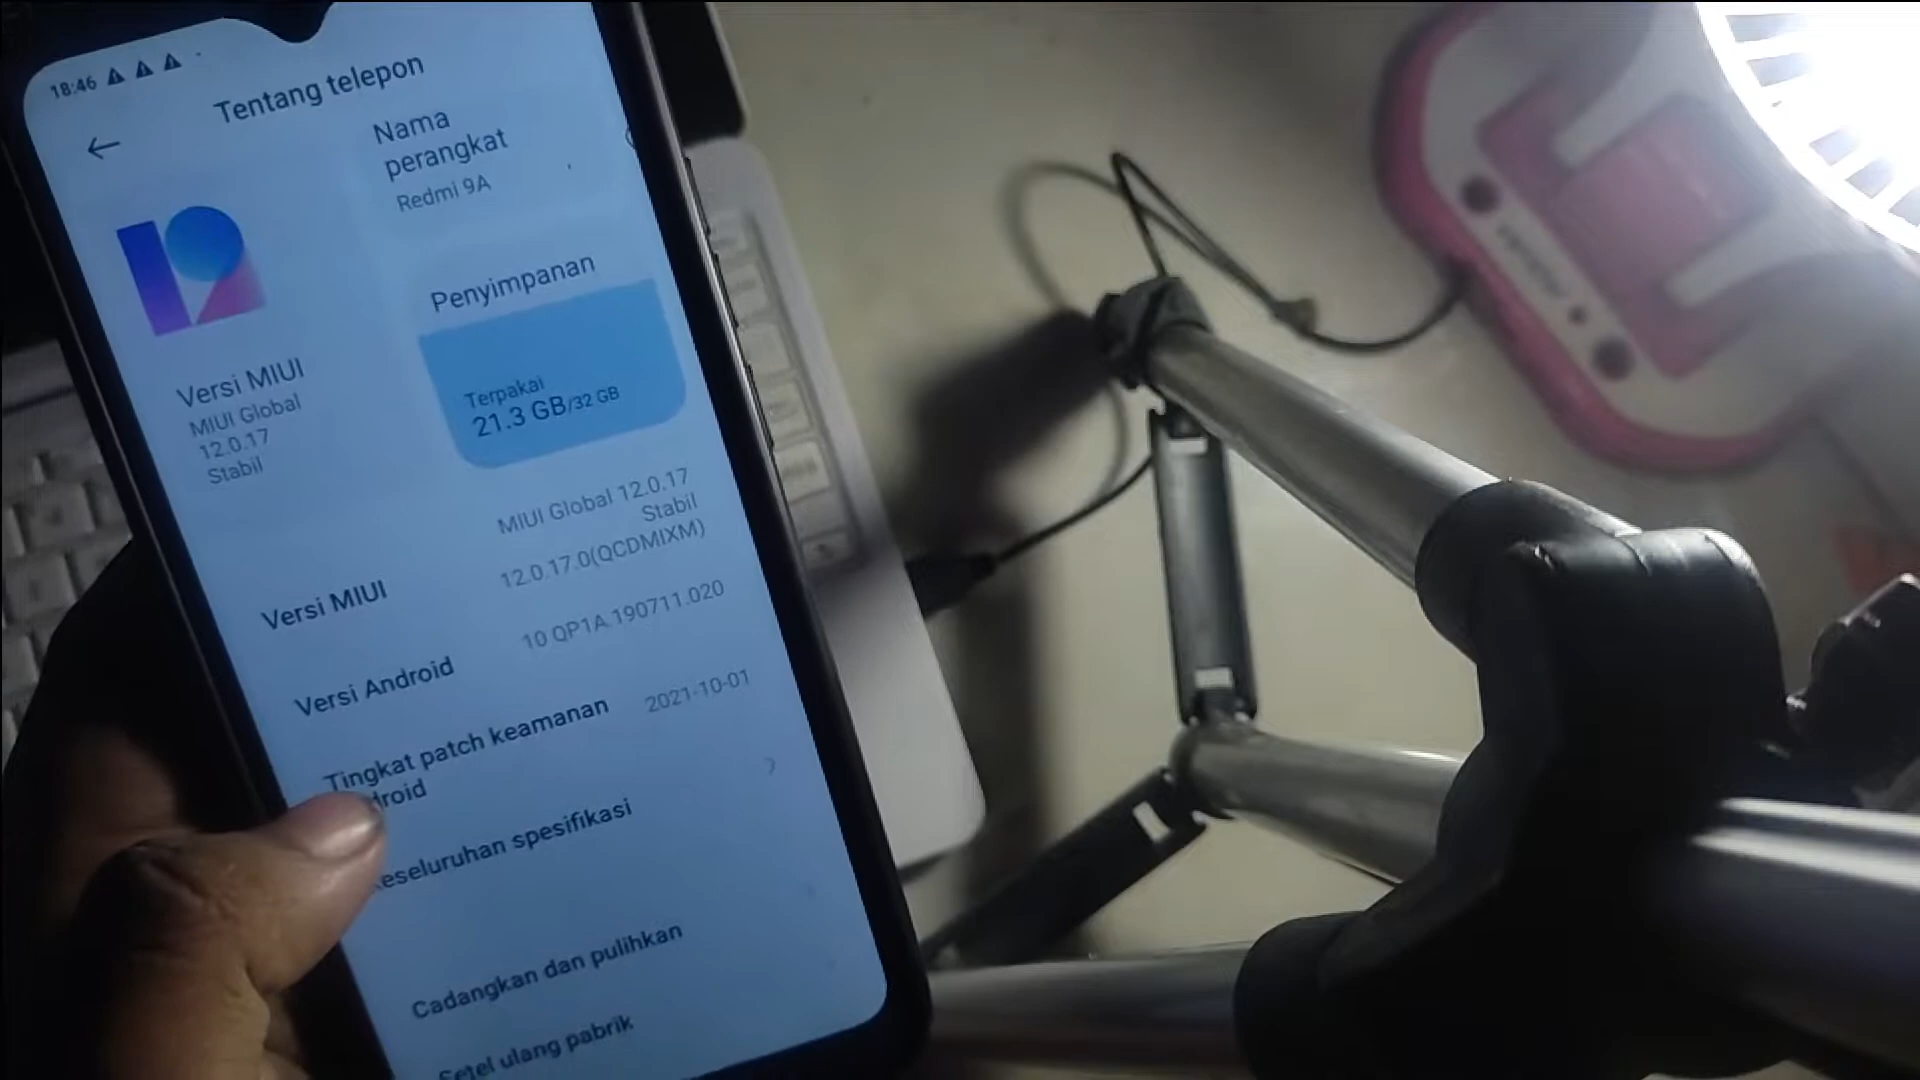 18:46
Tentang telepon
Nama
perangkat
Redmi 9A
Versi MIUI
MIUI Global
12.0.17
Stabil
Penyimpanan
Terpakai
21.3 GB/32 GB
Versi MIUI
MIUI Global 12.0.17
Stabil
12.0.17.0(QCDMIXM)
Versi Android
10 QP1A.190711.020
Tingkat patch keamanan
droid
2021-10-01
eseluruhan spesifikasi
Cadangkan dan pulihkan
Setel ulang pabrik